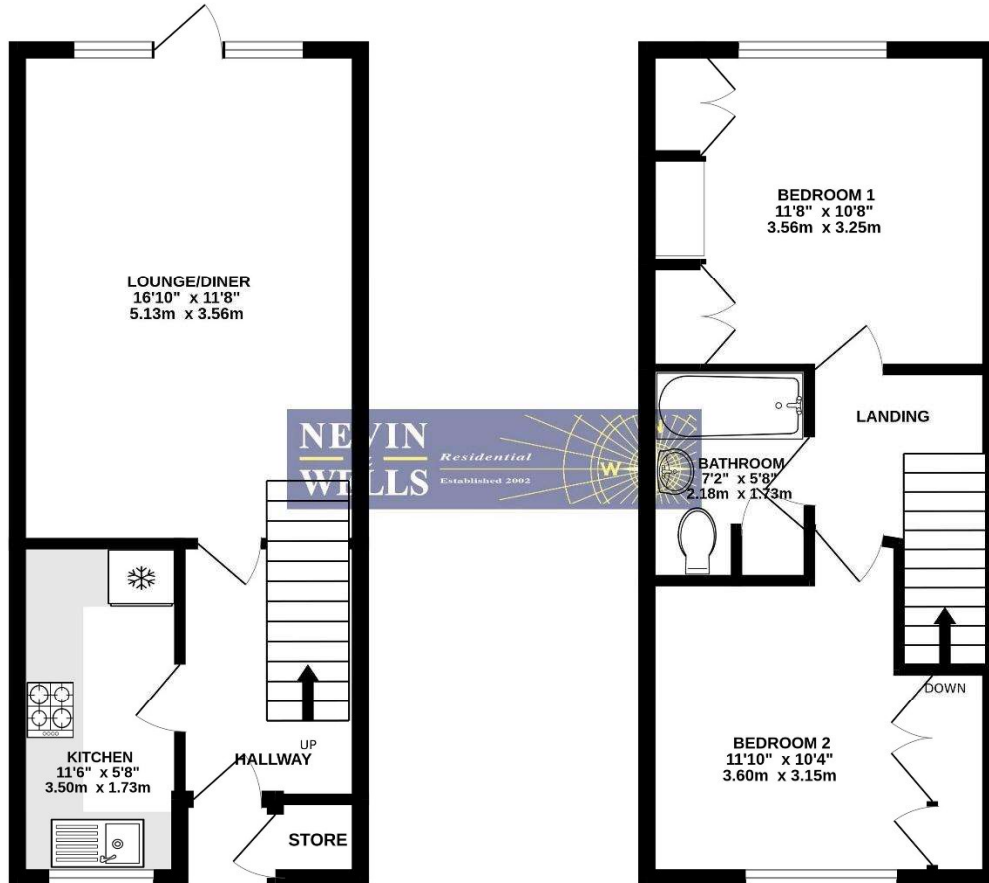 LOUNGE/DINER
16'10" x 11'8"
5.13m x 3.56m
KITCHEN
11'6" x 5'8"
3.50m x 1.73m
UP
HALLWAY
STORE
NEVIN
&
WELLS
Residential
Established 2002
W
BEDROOM 1
11'8" x 10'8"
3.56m x 3.25m
LANDING
BATHROOM
7'2" x 5'8"
2.18m x 1.73m
DOWN
BEDROOM 2
11'10" x 10'4"
3.60m x 3.15m